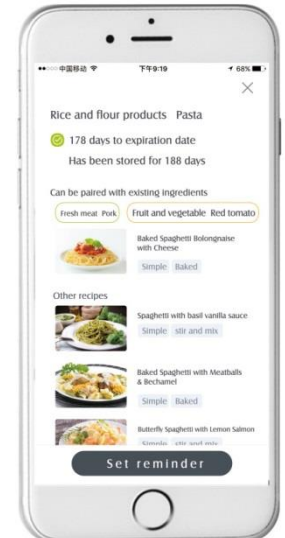 中国移动 下午9:19 68%
Rice and flour products Pasta
178 days to expiration date
Has been stored for 188 days
Can be paired with existing ingredients
Fresh meat Pork Fruit and vegetable Red tomato
Baked Spaghetti Bolongnaise
with Cheese
Simple Baked
Other recipes
Spaghetti with basil vanilla sauce
Simple stir and mix
Baked Spaghetti with Meatballs
& Bechamel
Simple Baked
Butterfly Spaghetti with Lemon Salmon
Simple stir and mix
Set reminder